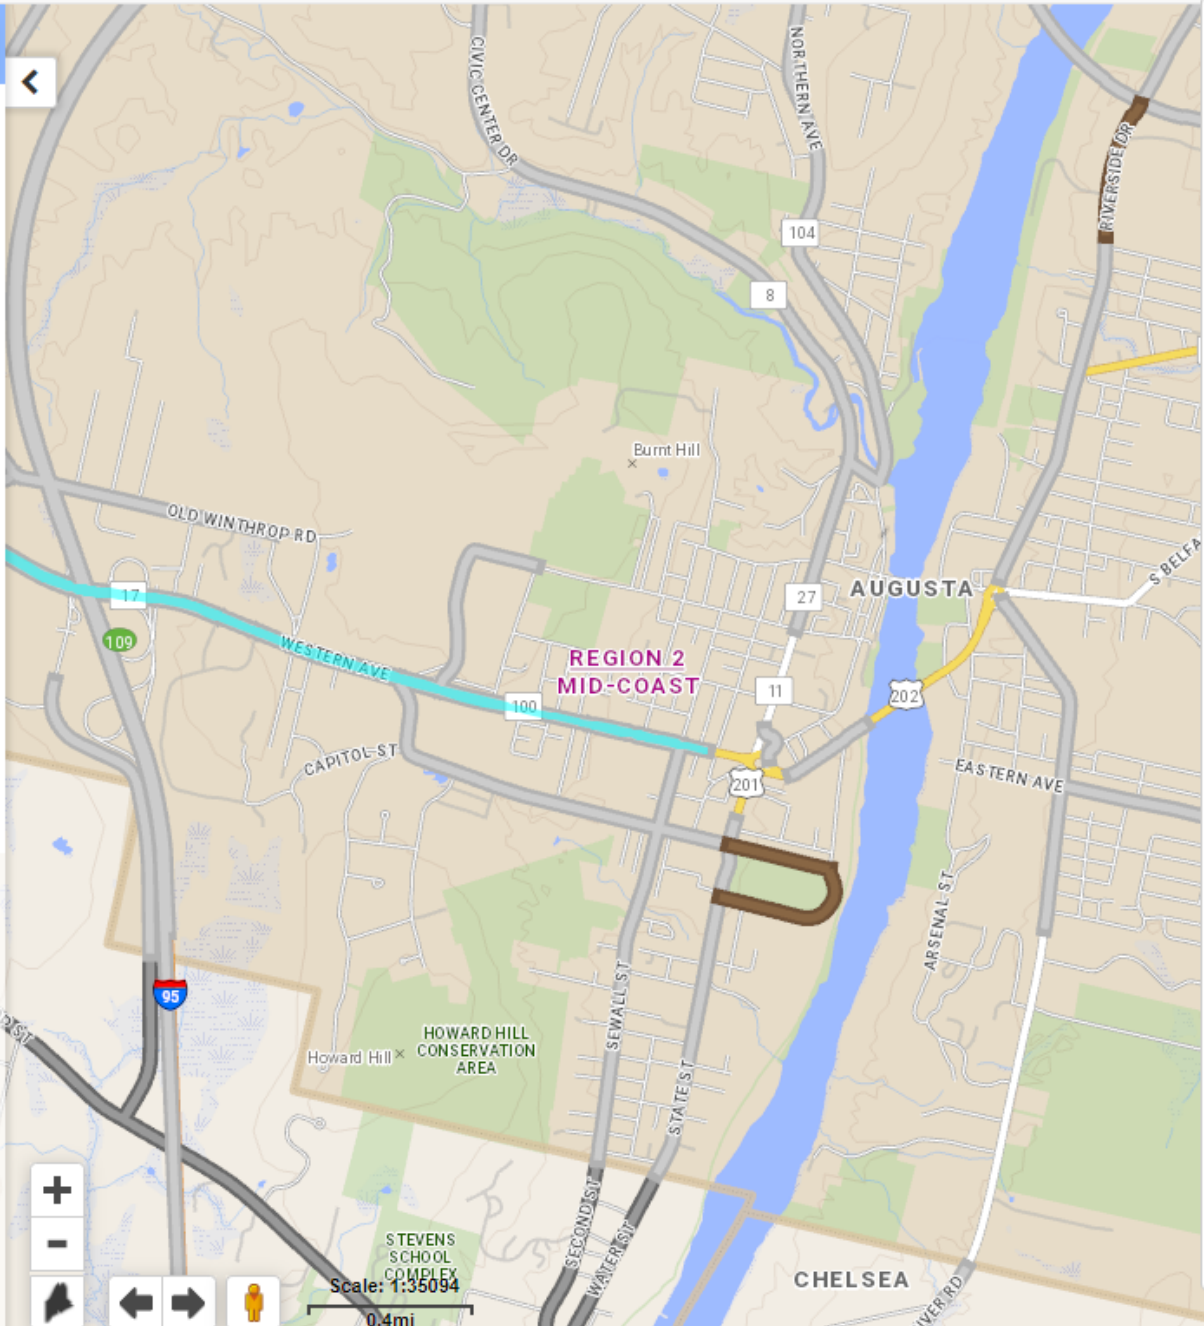 CIVIC CENTER DR
NORTHERN AVE
RIVERSIDE DR
104
8
Burnt Hill
OLD WINTHROP RD
S BELFA
17
27
AUGUSTA
109
WESTERN AVE
REGION 2
MID-COAST
11
202
100
CAPITOL ST
201
EASTERN AVE
ARSENAL ST
95
SEWALL ST
D ST
HOWARD HILL
CONSERVATION
AREA
Howard Hill
STATE ST
SECOND ST
WATER ST
STEVENS
SCHOOL
COMPLEX
CHELSEA
IVER RD
+
-
Scale: 1:35094
0.4mi